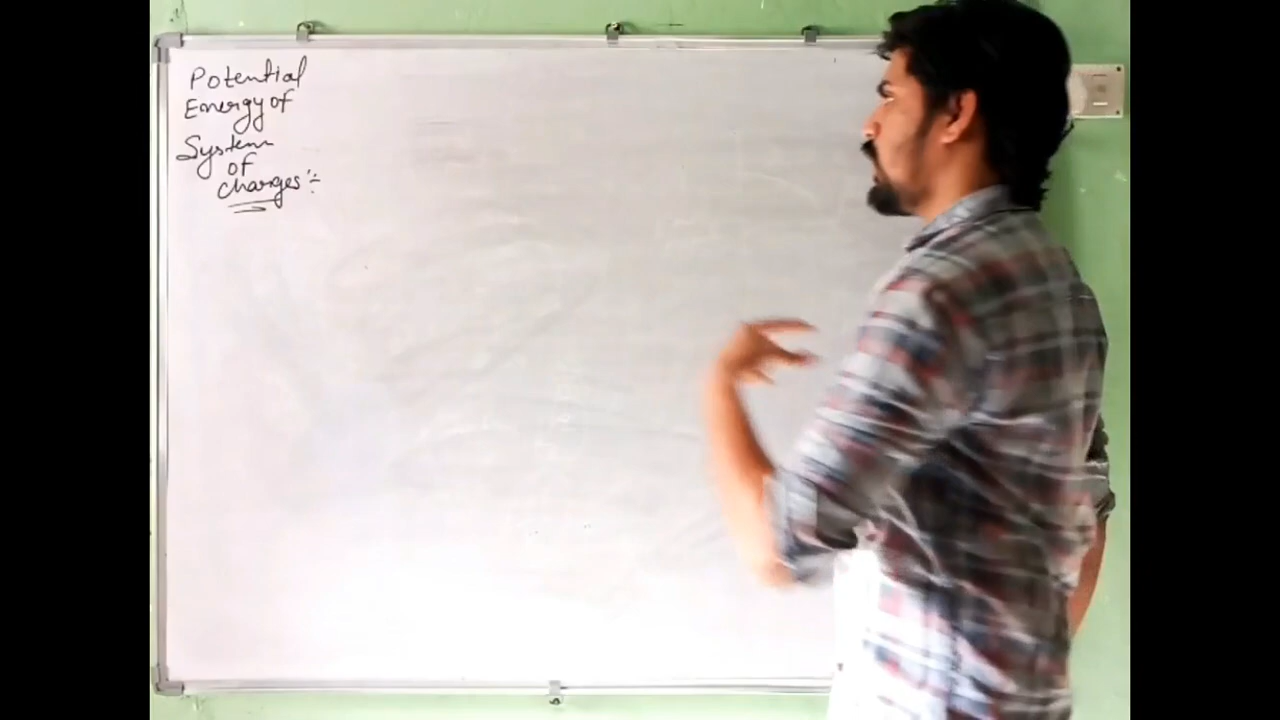 Potential
Energy of
System
of
Charges :-